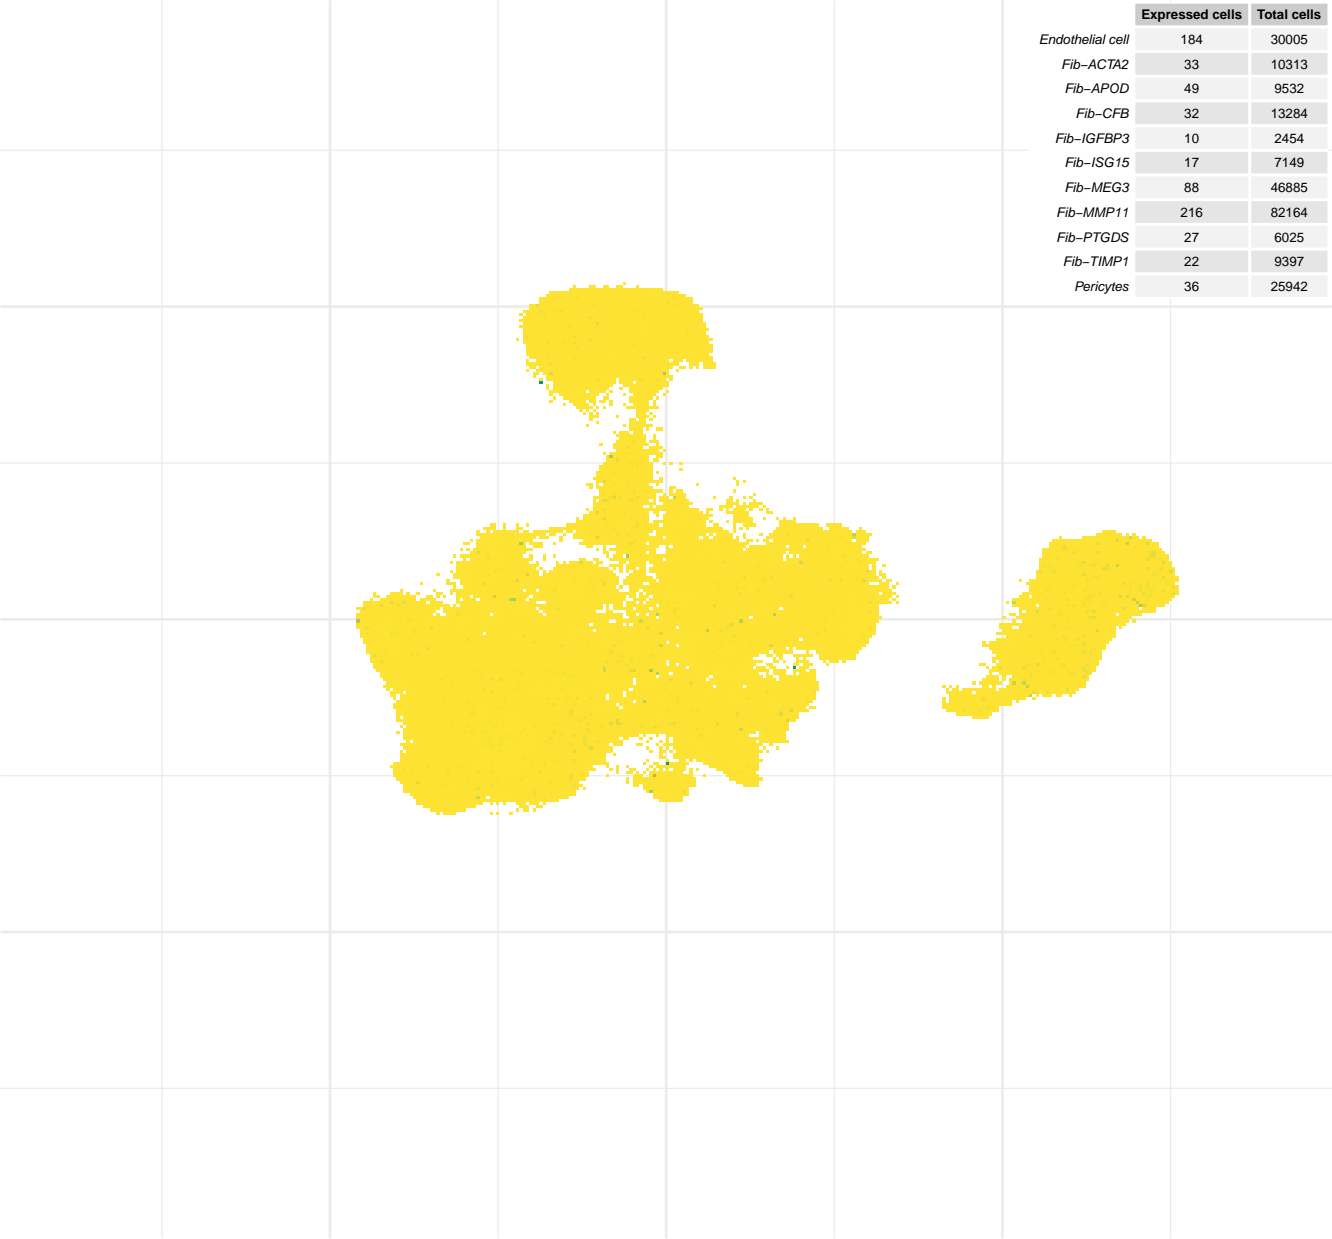 Expressed cells Total cells
Endothelial cell 184 30005
Fib−ACTA2 33 10313
Fib−APOD 49 9532
Fib−CFB 32 13284
Fib−IGFBP3 10 2454
Fib−ISG15 17 7149
Fib−MEG3 88 46885
Fib−MMP11 216 82164
Fib−PTGDS 27 6025
Fib−TIMP1 22 9397
Pericytes 36 25942